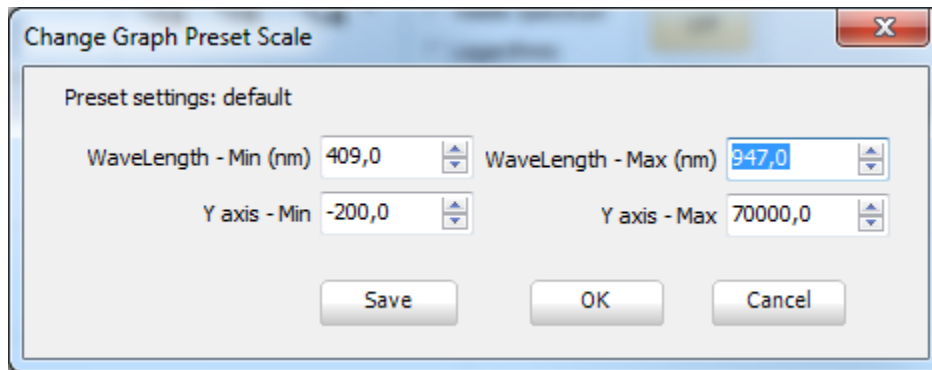 Change Graph Preset Scale
Preset settings: default
WaveLength - Min (nm) 409,0 WaveLength - Max (nm) 947,0
Y axis - Min -200,0 Y axis - Max 70000,0
Save OK Cancel